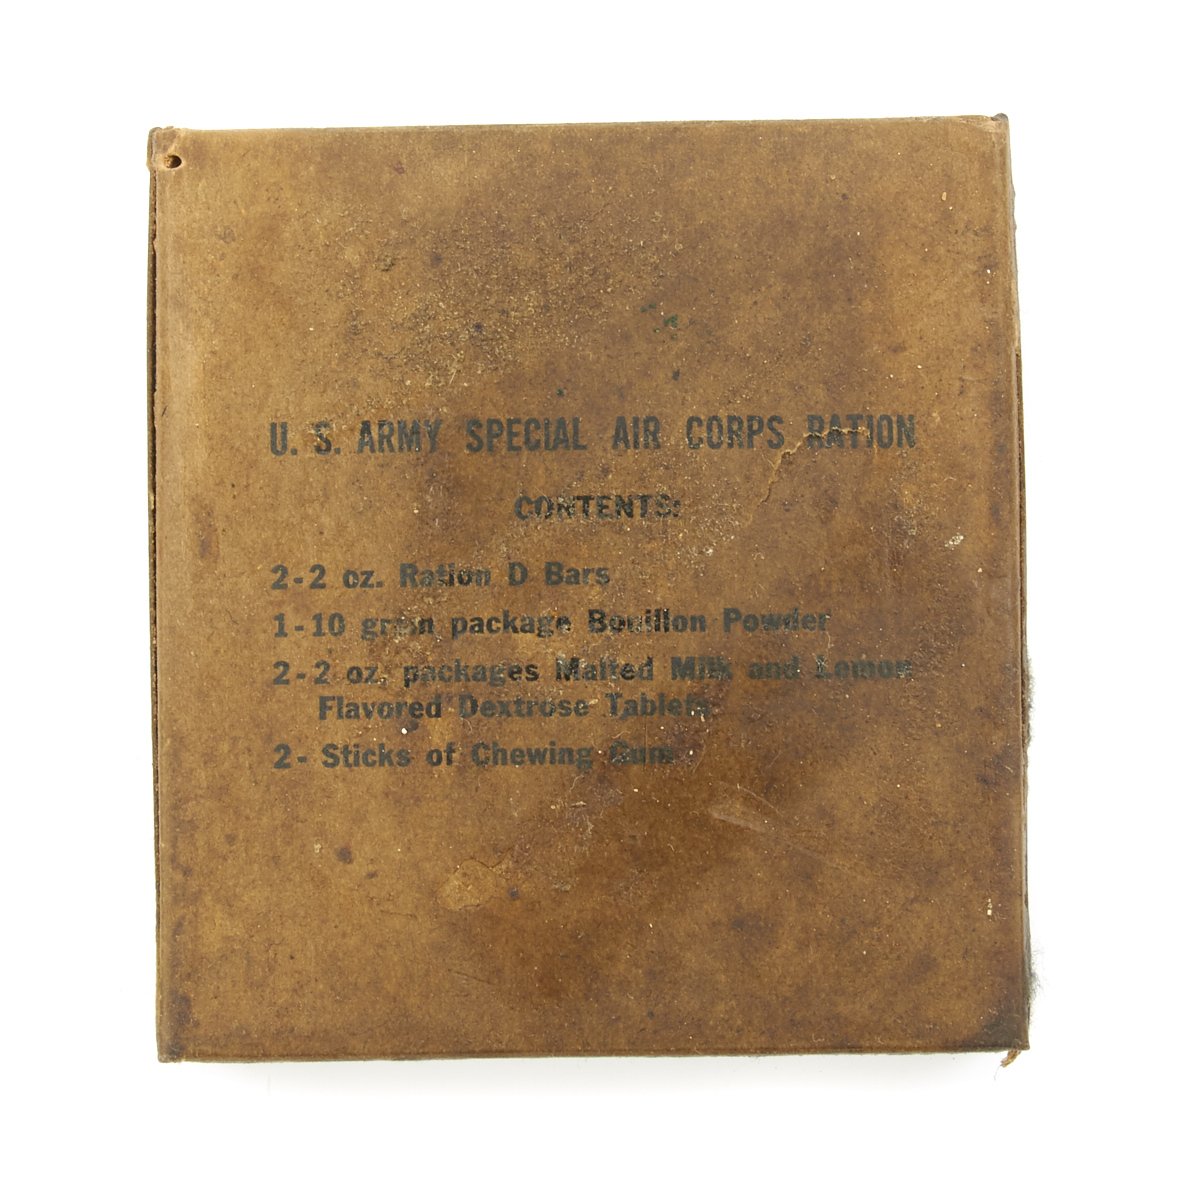 U. S. ARMY SPECIAL AIR CORPS RATION
CONTENTS:
2-2 oz. Ration D Bars
1-10 gram package Bouillon Powder
2-2 oz. packages Malted Milk and Lemon
Flavored Dextrose Tablets
2- Sticks of Chewing Gum